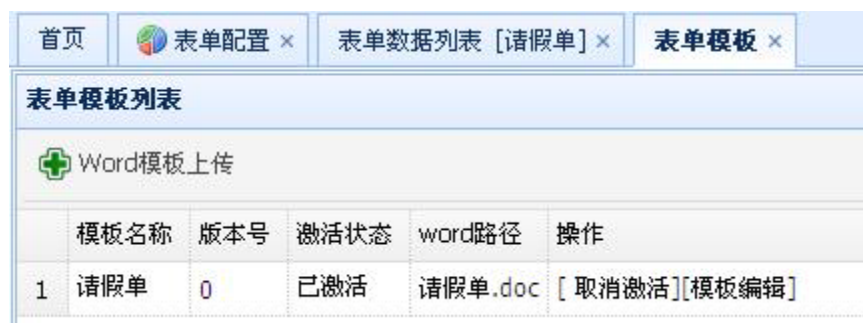 首页 表单配置 × 表单数据列表 [请假单] × 表单模板 ×
表单模板列表
Word模板上传
模板名称 版本号 激活状态 word路径 操作
1 请假单 0 已激活 请假单.doc [ 取消激活][模板编辑]